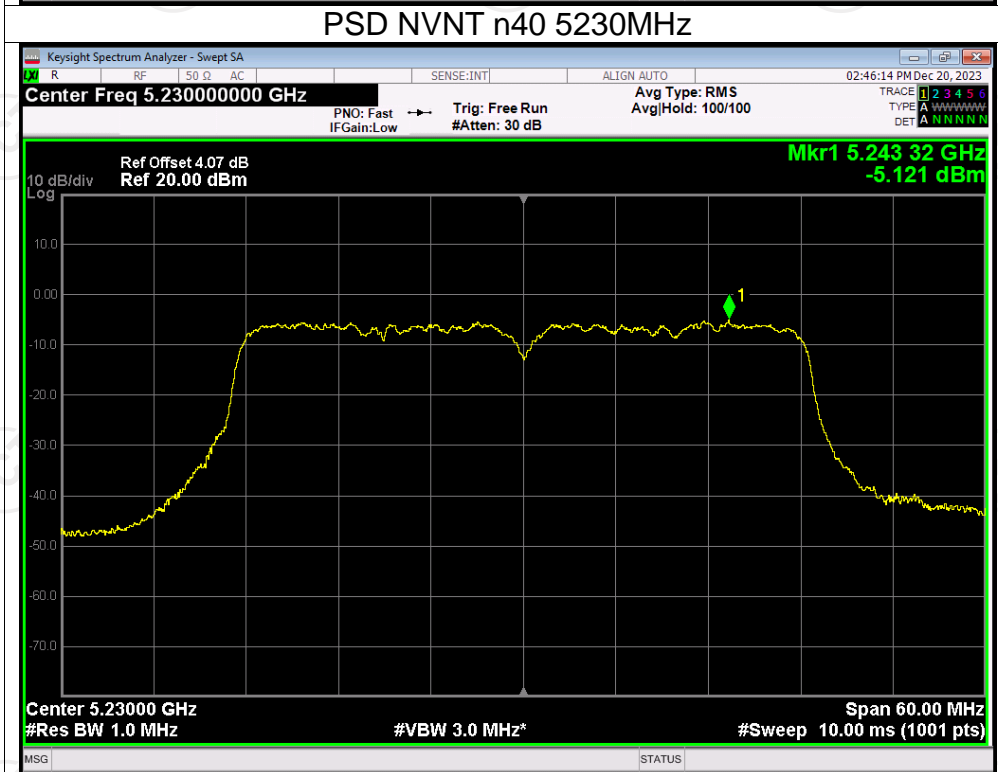 PSD NVNT n40 5230MHz
Keysight Spectrum Analyzer - Swept SA
LXI R RF 50 Ω AC SENSE:INT ALIGN AUTO 02:46:14 PM Dec 20, 2023
Center Freq 5.230000000 GHz Avg Type: RMS TRACE 1 2 3 4 5 6
PNO: Fast Trig: Free Run Avg|Hold: 100/100 TYPE A WWWWW
IFGain:Low #Atten: 30 dB DET A N N N N N
Mkr1 5.243 32 GHz
Ref Offset 4.07 dB -5.121 dBm
10 dB/div Ref 20.00 dBm
Log
10.0
0.00
1
-10.0
-20.0
-30.0
-40.0
-50.0
-60.0
-70.0
Center 5.23000 GHz Span 60.00 MHz
#Res BW 1.0 MHz #VBW 3.0 MHz* #Sweep 10.00 ms (1001 pts)
MSG STATUS